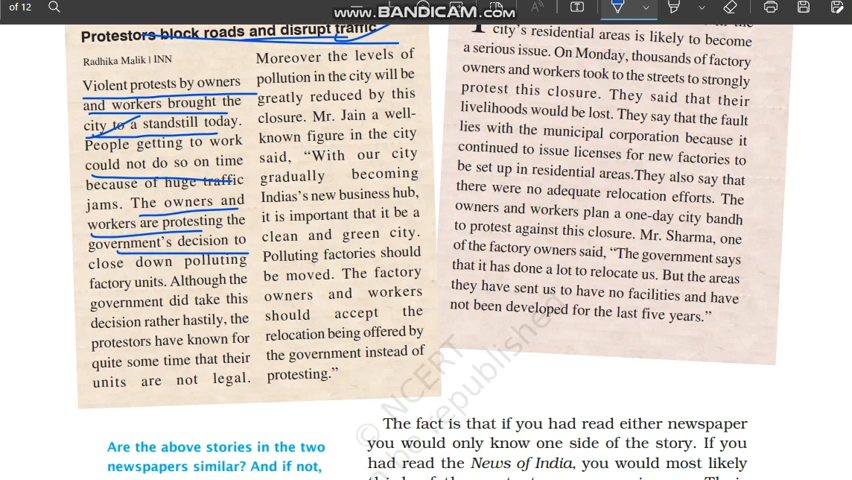 of 12
www.BANDICAM.com
Protestors block roads and disrupt traffic
Radhika Malik I INN
Violent protests by owners
and workers brought the
city to a standstill today.
People getting to work
could not do so on time
because of huge traffic
jams. The owners and
workers are protesting the
government's decision to
close down polluting
factory units. Although the
government did take this
decision rather hastily, the
protestors have known for
quite some time that their
units are not legal.
Moreover the levels of
pollution in the city will be
greatly reduced by this
closure. Mr. Jain a well-
known figure in the city
said, “With our city
gradually becoming
Indias's new business hub,
it is important that it be a
clean and green city.
Polluting factories should
be moved. The factory
owners and workers
should accept the
relocation being offered by
the government instead of
protesting.”
city's residential areas is likely to become
a serious issue. On Monday, thousands of factory
owners and workers took to the streets to strongly
protest this closure. They said that their
livelihoods would be lost. They say that the fault
lies with the municipal corporation because it
continued to issue licenses for new factories to
be set up in residential areas.They also say that
there were no adequate relocation efforts. The
owners and workers plan a one-day city bandh
to protest against this closure. Mr. Sharma, one
of the factory owners said, “The government says
that it has done a lot to relocate us. But the areas
they have sent us to have no facilities and have
not been developed for the last five years.”
© NCERT
be republished
Are the above stories in the two
newspapers similar? And if not,
The fact is that if you had read either newspaper
you would only know one side of the story. If you
had read the News of India, you would most likely